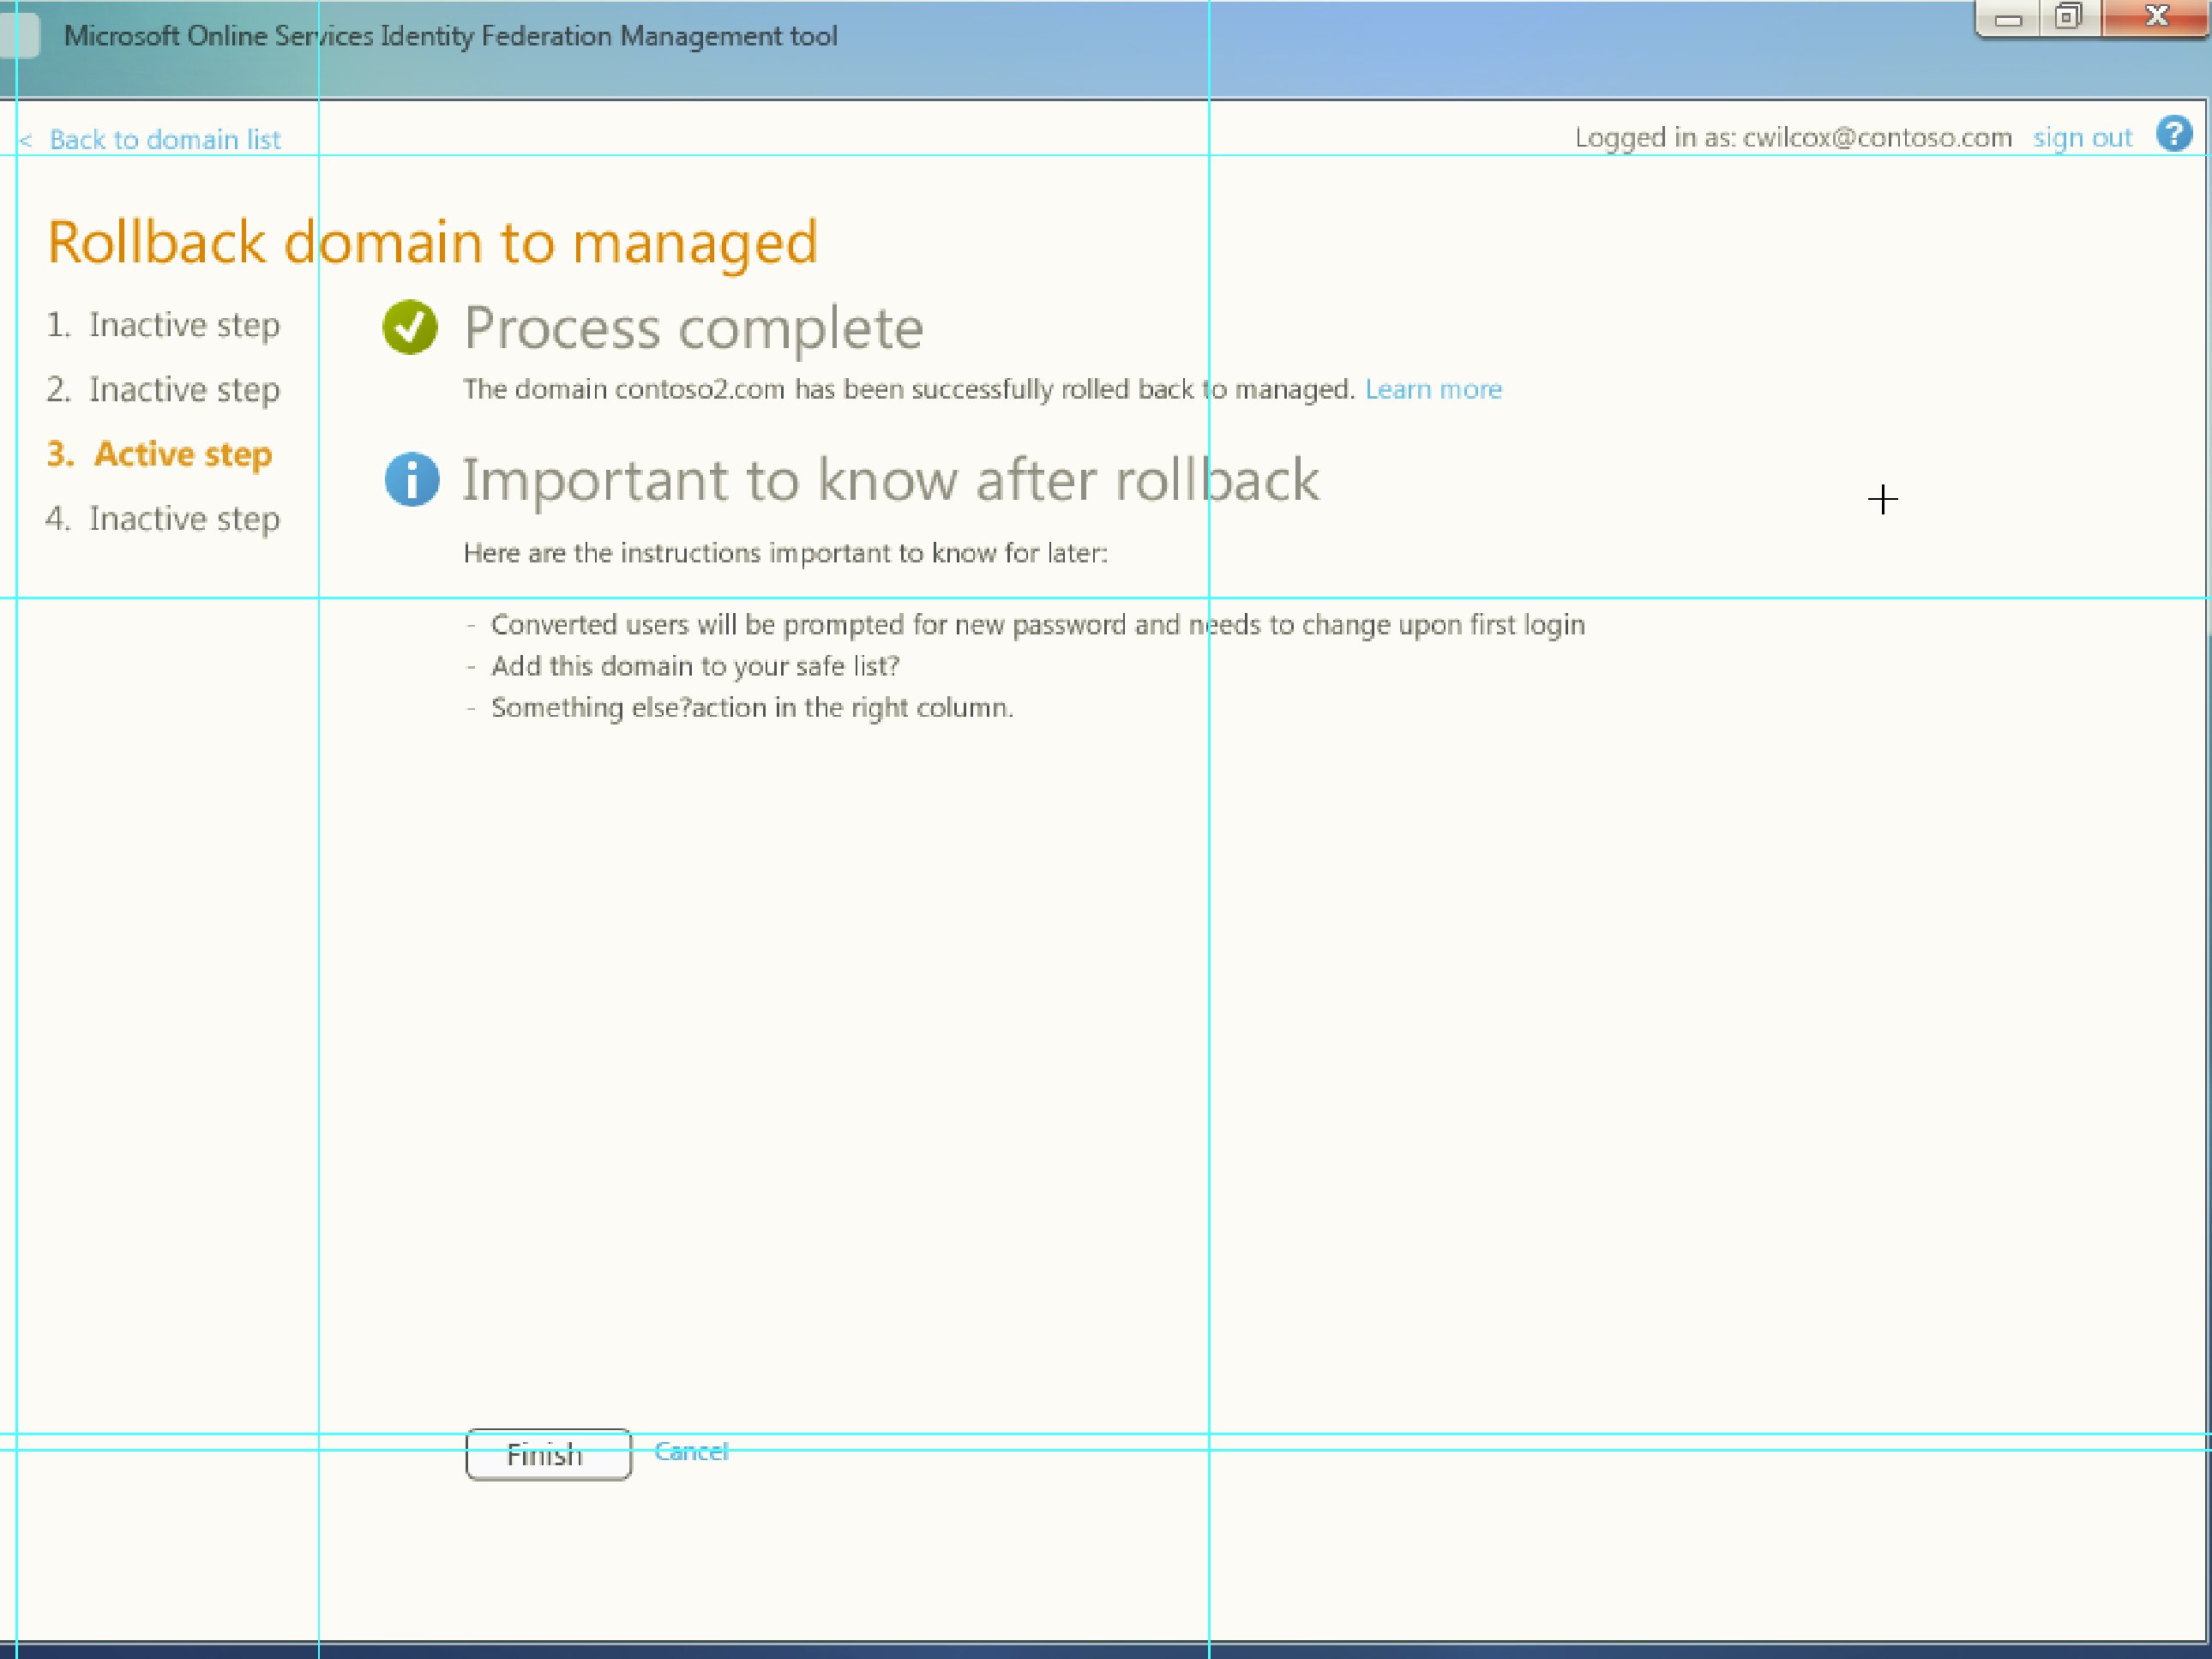 Microsoft Online Services Identity Federation Management tool
< Back to domain list
Logged in as: cwilcox@contoso.com sign out ?
Rollback domain to managed
1. Inactive step
2. Inactive step
3. Active step
4. Inactive step
Process complete
The domain contoso2.com has been successfully rolled back to managed. Learn more
Important to know after rollback
Here are the instructions important to know for later:
- Converted users will be prompted for new password and needs to change upon first login
- Add this domain to your safe list?
- Something else?action in the right column.
Finish Cancel